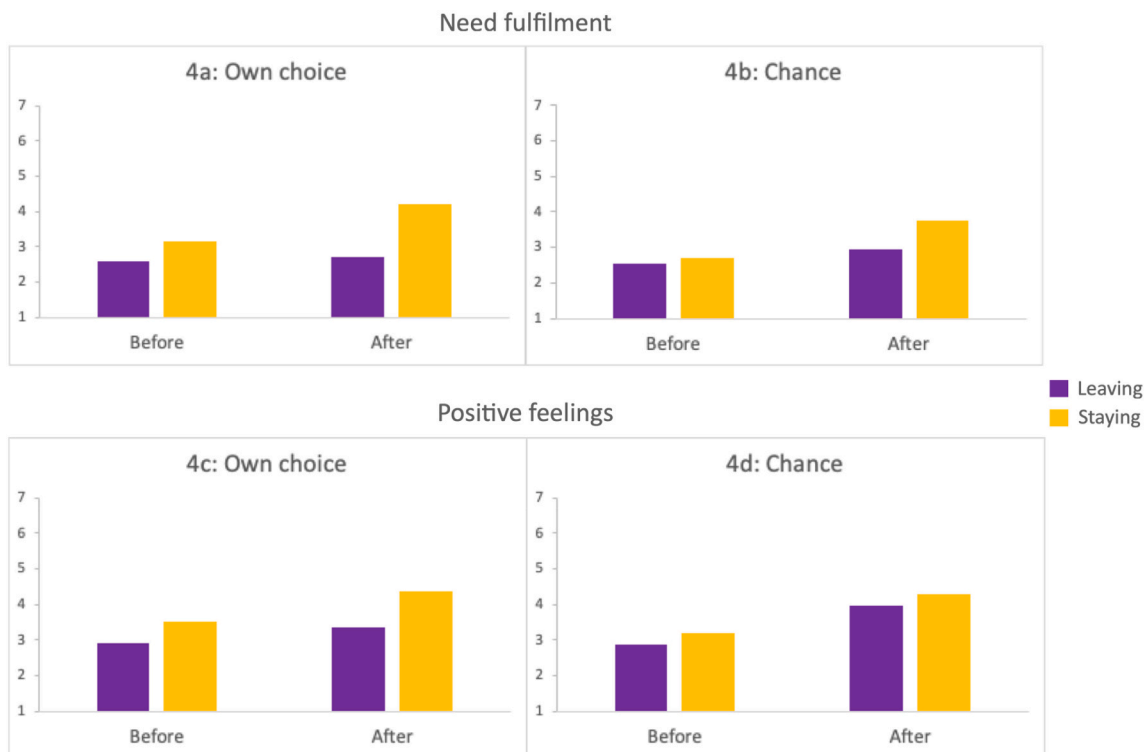 Need fulfilment
4a: Own choice
7
6
5
4
3
2
1
Before After
4b: Chance
7
6
5
4
3
2
1
Before After
Leaving
Staying
Positive feelings
4c: Own choice
7
6
5
4
3
2
1
Before After
4d: Chance
7
6
5
4
3
2
1
Before After